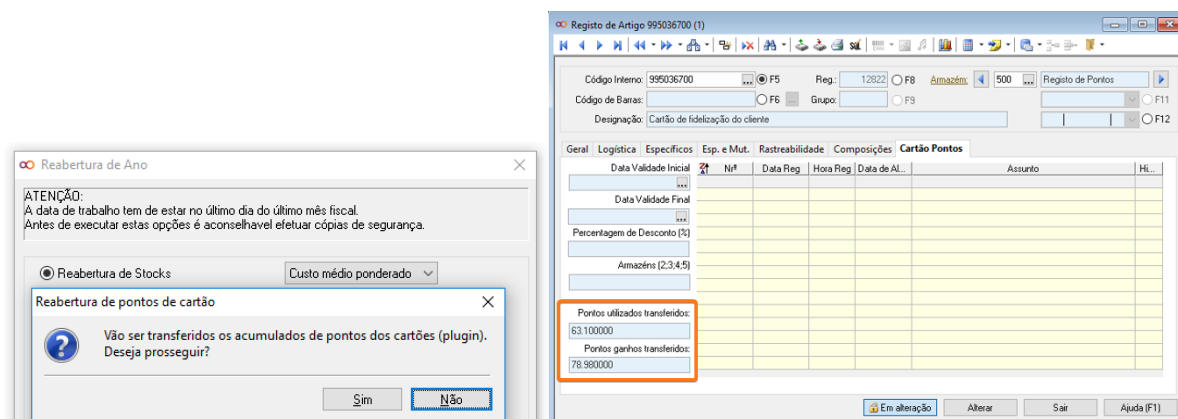 Reabertura de Ano
ATENÇÃO:
A data de trabalho tem de estar no último dia do último mês fiscal.
Antes de executar estas opções é aconselhavel efetuar cópias de segurança.
Reabertura de Stocks
Custo médio ponderado
Reabertura de pontos de cartão
Vão ser transferidos os acumulados de pontos dos cartões (plugin).
Deseja prosseguir?
Sim
Não
Registo de Artigo 995036700 (1)
Código Interno: 995036700 ... F5 Reg.: 12822 F8 Armazém: 500 ... Registo de Pontos
Código de Barras: F6 ... Grupo: F9 F11
Designação: Cartão de fidelização do cliente F12
Geral Logística Específicos Esp. e Mut. Rastreabilidade Composições Cartão Pontos
Data Validade Inicial
...
Data Validade Final
...
Percentagem de Desconto (%)
Armazéns (2;3;4;5)
Pontos utilizados transferidos:
63.100000
Pontos ganhos transferidos:
78.980000
Nrº Data Reg Hora Reg Data de Al... Assunto Hi...
Em alteração Alterar Sair Ajuda (F1)